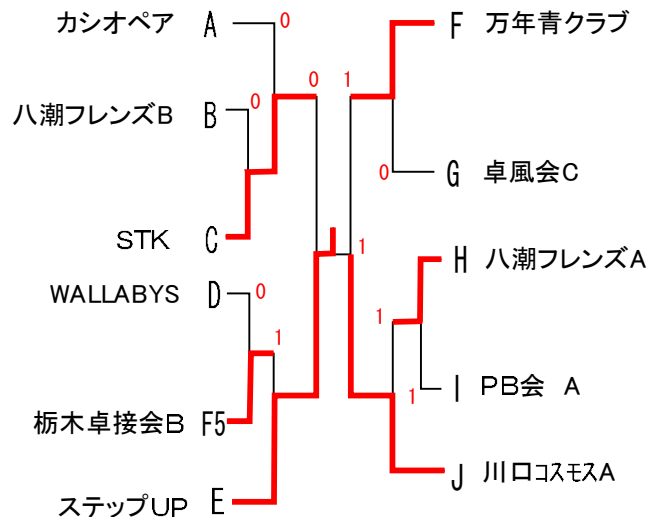 カシオペア A
0
八潮フレンズB B
0
STK C
WALLABYS D
0
1
栃木卓接会B F5
ステップUP E
0
1
1
F 万年青クラブ
0
G 卓風会C
H 八潮フレンズA
1
I PB会 A
1
J 川口コスモスA